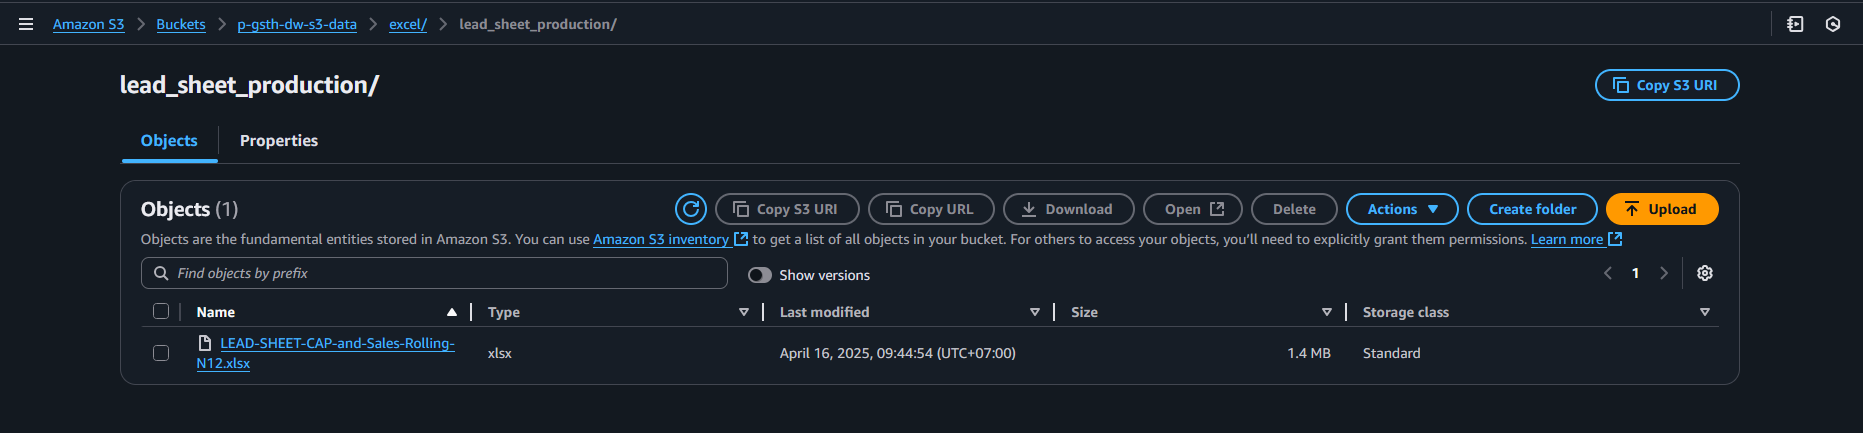 Amazon S3 > Buckets > p-gsth-dw-s3-data > excel/ > lead_sheet_production/
lead_sheet_production/
Copy S3 URI
Objects Properties
Objects (1)
Copy S3 URI Copy URL Download Open Delete Actions Create folder Upload
Objects are the fundamental entities stored in Amazon S3. You can use Amazon S3 inventory to get a list of all objects in your bucket. For others to access your objects, you’ll need to explicitly grant them permissions. Learn more
Find objects by prefix Show versions 1
Name Type Last modified Size Storage class
LEAD-SHEET-CAP-and-Sales-Rolling-
N12.xlsx
xlsx April 16, 2025, 09:44:54 (UTC+07:00) 1.4 MB Standard